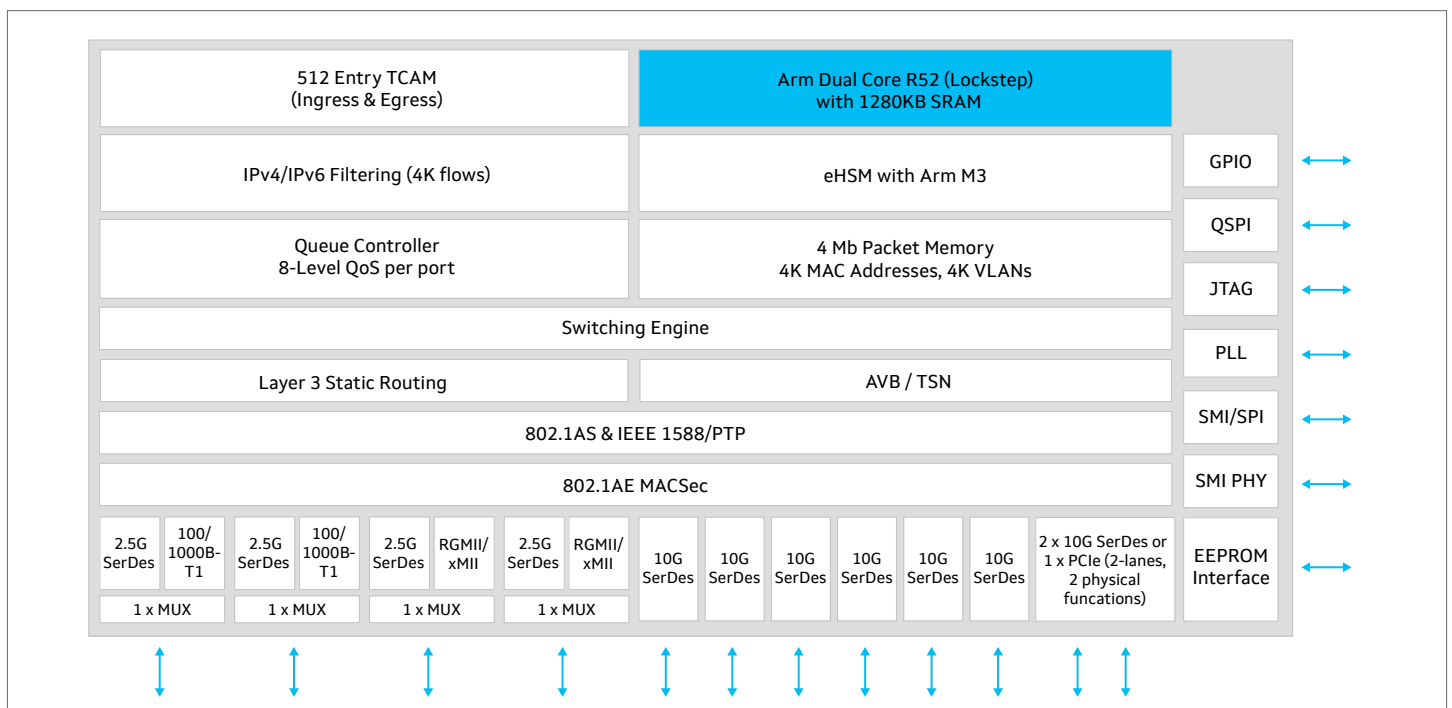 512 Entry TCAM
(Ingress & Egress)
Arm Dual Core R52 (Lockstep)
with 1280KB SRAM
IPv4/IPv6 Filtering (4K flows)
eHSM with Arm M3
GPIO
Queue Controller
8-Level QoS per port
4 Mb Packet Memory
4K MAC Addresses, 4K VLANs
QSPI
JTAG
Switching Engine
PLL
Layer 3 Static Routing
AVB / TSN
802.1AS & IEEE 1588/PTP
SMI/SPI
802.1AE MACSec
SMI PHY
2.5G
SerDes
100/
1000B-
T1
2.5G
SerDes
100/
1000B-
T1
2.5G
SerDes
RGMII/
xMII
2.5G
SerDes
RGMII/
xMII
1 x MUX
1 x MUX
1 x MUX
1 x MUX
10G
SerDes
10G
SerDes
10G
SerDes
10G
SerDes
10G
SerDes
10G
SerDes
2 x 10G SerDes or
1 x PCIe (2-lanes,
2 physical
funcations)
EEPROM
Interface